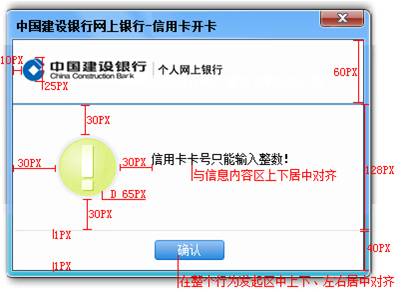 中国建设银行网上银行-信用卡开卡
10PX
中国建设银行
China Construction Bank
个人网上银行
25PX
60PX
30PX
信用卡卡号只能输入整数!
30PX
30PX
与信息内容区上下居中对齐
128PX
D 65PX
30PX
1PX
确认
40PX
1PX
在整个行为发起区中上下、左右居中对齐